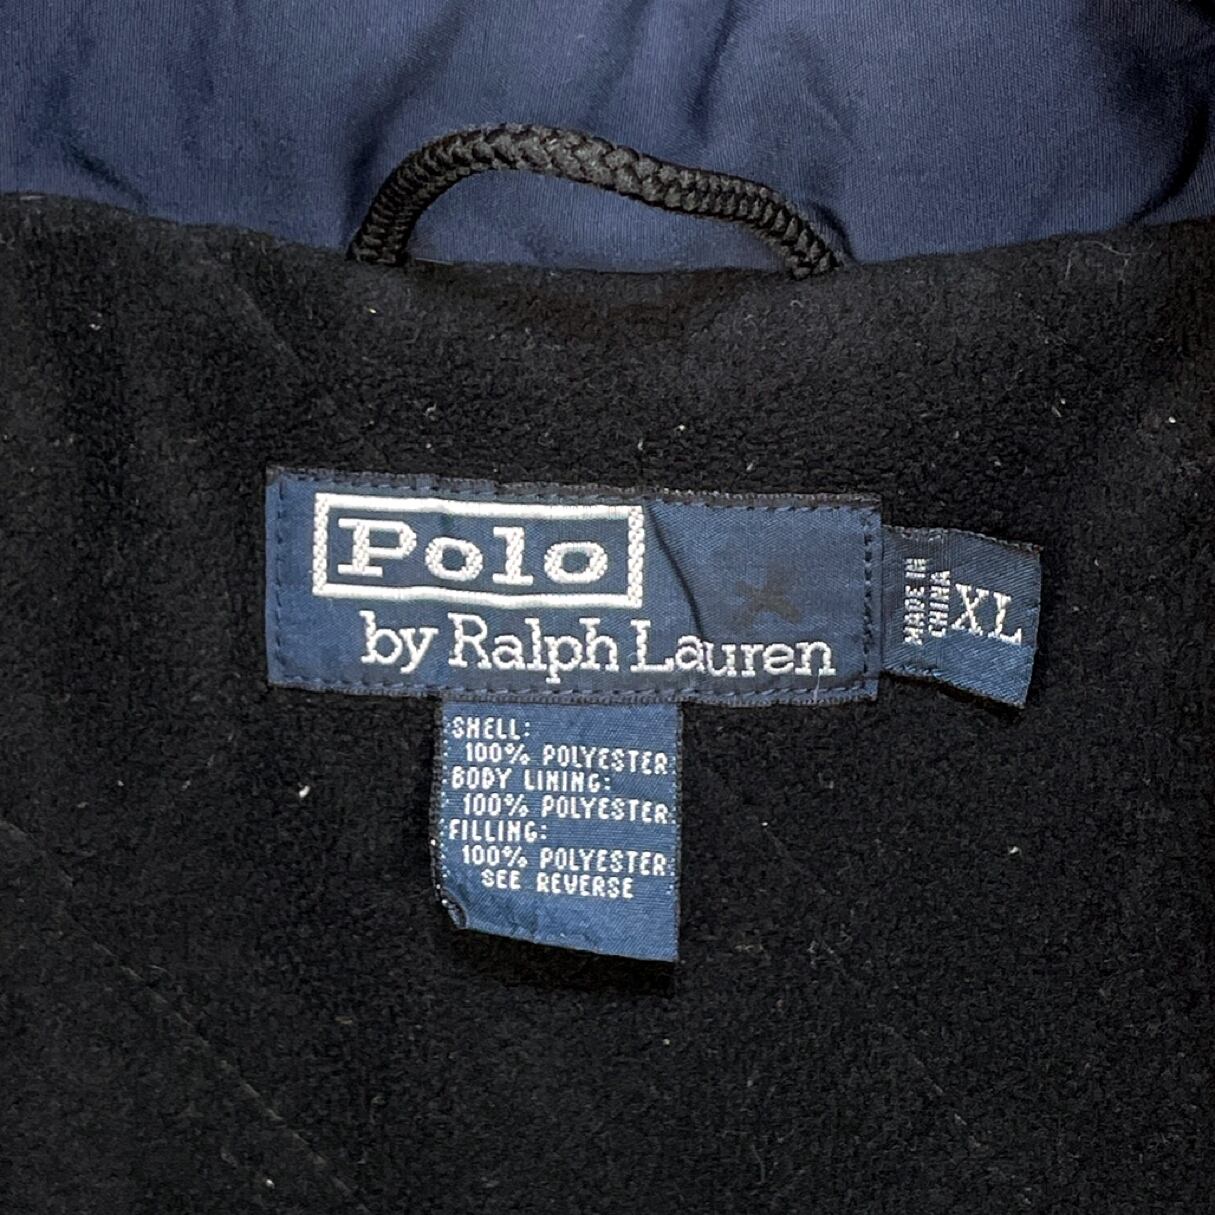 Polo
by Ralph Lauren
MADE IN
CHINA
XL
SHELL:
100% POLYESTER
BODY LINING:
100% POLYESTER
FILLING:
100% POLYESTER
SEE REVERSE